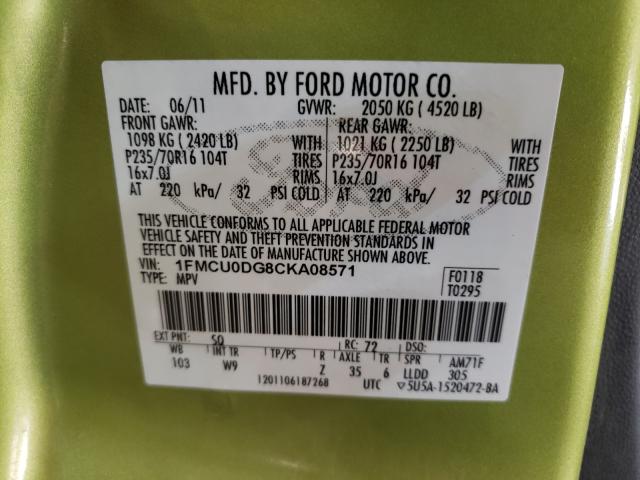 MFD. BY FORD MOTOR CO.
DATE: 06/11 GVWR: 2050 KG ( 4520 LB)
FRONT GAWR: REAR GAWR:
1098 KG ( 2420 LB) 1021 KG ( 2250 LB) WITH
P235/70R16 104T TIRES P235/70R16 104T TIRES
16x7.0J RIMS 16x7.0J RIMS
AT 220 kPa/ 32 PSI COLD AT 220 kPa/ 32 PSI COLD
THIS VEHICLE CONFORMS TO ALL APPLICABLE FEDERAL MOTOR
VEHICLE SAFETY AND THEFT PREVENTION STANDARDS IN
EFFECT ON THE DATE OF MANUFACTURE SHOWN ABOVE.
VIN: 1FMCU0DG8CKA08571 F0118
TYPE: MPV T0295
EXT PNT: SQ RC: 72 DSO:
WB INT TR TP/PS R AXLE TR SPR AM71F
103 W9 Z 35 6 LLDD 305
1201106187268 UTC ▽5U5A-1520472-BA